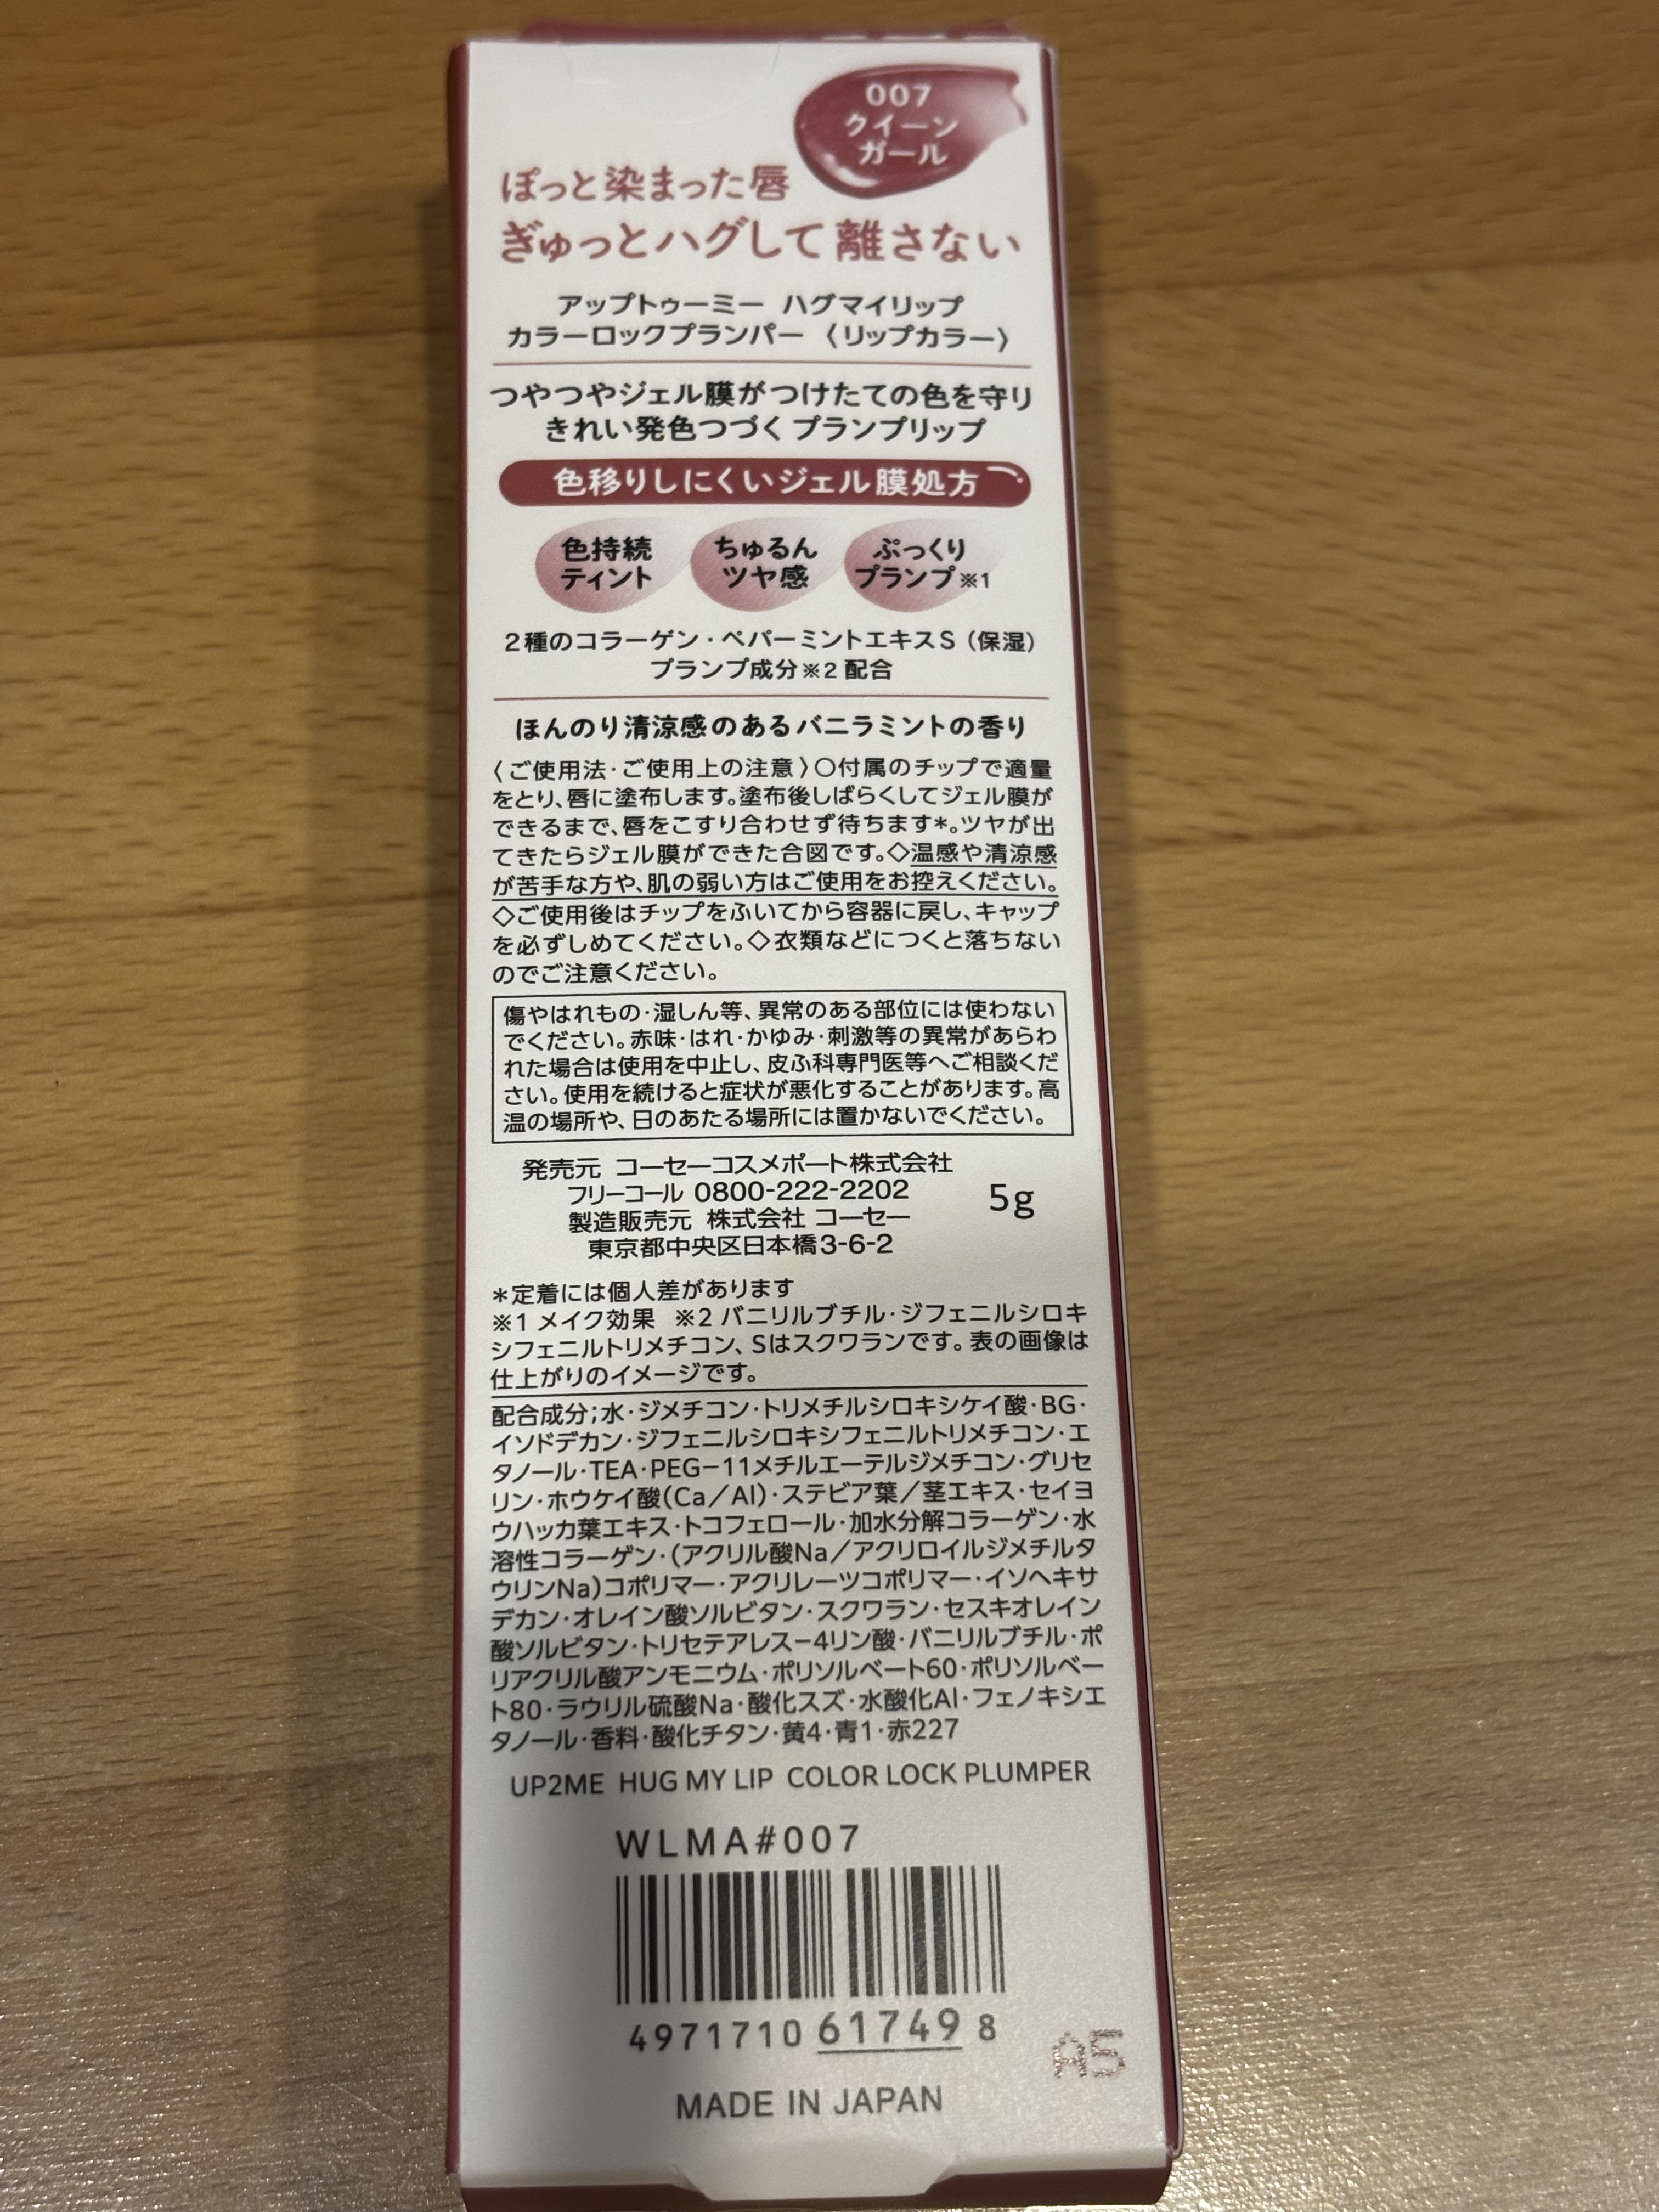 007
クイーン
ガール
ぽっと染まった唇
ぎゅっとハグして離さない
アップトゥーミー ハグマイリップ
カラーロックプランパー〈リップカラー〉
つやつやジェル膜がつけたての色を守り
きれい発色つづくプランプリップ
色移りしにくいジェル膜処方
色持続
ティント
ちゅるん
ツヤ感
ぷっくり
プランプ※1
2種のコラーゲン・ペパーミントエキスS(保湿)
プランプ成分※2配合
ほんのり清涼感のあるバニラミントの香り
〈ご使用法・ご使用上の注意〉○付属のチップで適量
をとり、唇に塗布します。塗布後しばらくしてジェル膜が
できるまで、唇をこすり合わせず待ちます*。ツヤが出
てきたらジェル膜ができた合図です。◇温感や清涼感
が苦手な方や、肌の弱い方はご使用をお控えください。
◇ご使用後はチップをふいてから容器に戻し、キャップ
を必ずしめてください。◇衣類などにつくと落ちない
のでご注意ください。
傷やはれもの・湿しん等、異常のある部位には使わない
でください。赤味・はれ・かゆみ・刺激等の異常があらわ
れた場合は使用を中止し、皮ふ科専門医等へご相談くだ
さい。使用を続けると症状が悪化することがあります。高
温の場所や、日のあたる場所には置かないでください。
発売元 コーセーコスメポート株式会社
フリーコール 0800-222-2202
製造販売元 株式会社 コーセー
東京都中央区日本橋3-6-2
5g
*定着には個人差があります
※1 メイク効果 ※2 バニリルブチル・ジフェニルシロキ
シフェニルトリメチコン、Sはスクワランです。表の画像は
仕上がりのイメージです。
配合成分;水・ジメチコン・トリメチルシロキシケイ酸・BG・
イソドデカン・ジフェニルシロキシフェニルトリメチコン・エ
タノール・TEA・PEG-11メチルエーテルジメチコン・グリセ
リン・ホウケイ酸(Ca/Al)・ステビア葉/茎エキス・セイヨ
ウハッカ葉エキス・トコフェロール・加水分解コラーゲン・水
溶性コラーゲン・(アクリル酸Na/アクリロイルジメチルタ
ウリンNa)コポリマー・アクリレーツコポリマー・イソヘキサ
デカン・オレイン酸ソルビタン・スクワラン・セスキオレイン
酸ソルビタン・トリセテアレス-4リン酸・バニリルブチル・ポ
リアクリル酸アンモニウム・ポリソルベート60・ポリソルベー
ト80・ラウリル硫酸Na・酸化スズ・水酸化Al・フェノキシエ
タノール・香料・酸化チタン・黄4・青1・赤227
UP2ME HUG MY LIP COLOR LOCK PLUMPER
WLMA#007
4971710 617498
A5
MADE IN JAPAN